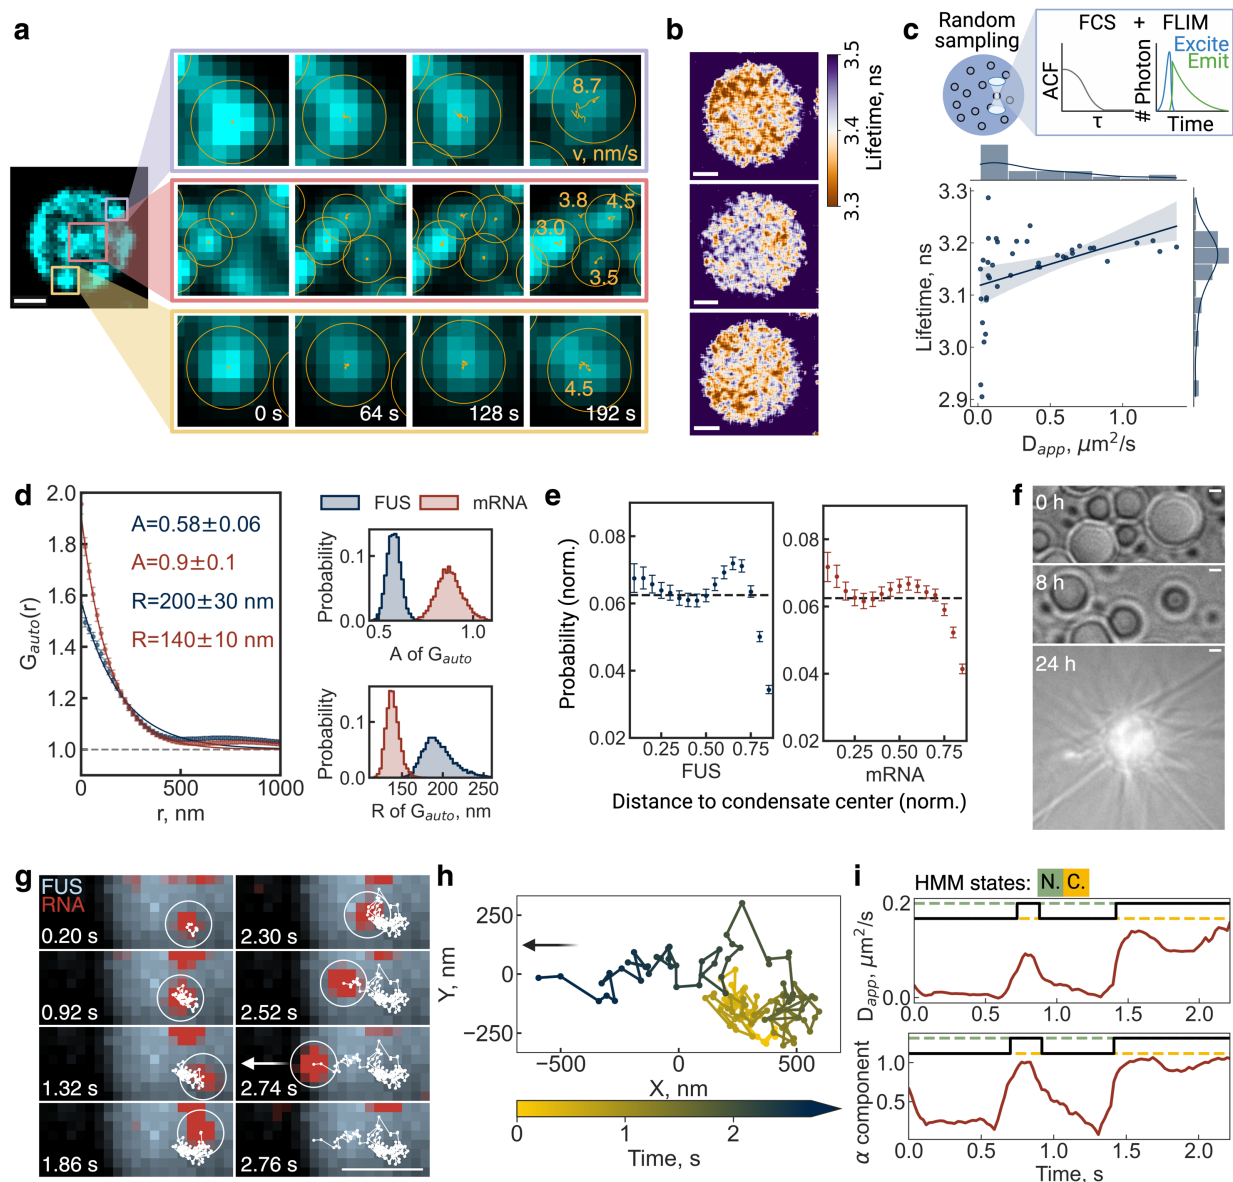 a
8.7
v, nm/s
3.8
4.5
3.0
3.5
4.5
0 s
64 s
128 s
192 s
b
3.5
3.4
3.3
Lifetime, ns
c
Random
sampling
FCS + FLIM
ACF
τ
# Photon
Excite
Emit
Time
3.3
3.2
3.1
3.0
2.9
Lifetime, ns
0.0
0.5
1.0
D_app, μm²/s
d
2.0
1.8
1.6
1.4
1.2
1.0
G_auto(r)
A=0.58±0.06
A=0.9±0.1
R=200±30 nm
R=140±10 nm
0
500
1000
r, nm
FUS
mRNA
Probability
0.1
0.0
0.5
1.0
A of G_auto
Probability
0.1
0.0
150
200
250
R of G_auto, nm
e
Probability (norm.)
0.08
0.06
0.04
0.02
0.25 0.50 0.75
FUS
0.08
0.06
0.04
0.02
0.25 0.50 0.75
mRNA
Distance to condensate center (norm.)
f
0 h
8 h
24 h
g
FUS
RNA
0.20 s
2.30 s
0.92 s
2.52 s
1.32 s
2.74 s
1.86 s
2.76 s
h
250
0
−250
Y, nm
−500
0
500
X, nm
0
1
2
Time, s
i
HMM states: N. C.
0.2
0.0
D_app, μm²/s
0.0 0.5 1.0 1.5 2.0
1.0
0.5
α component
0.0 0.5 1.0 1.5 2.0
Time, s